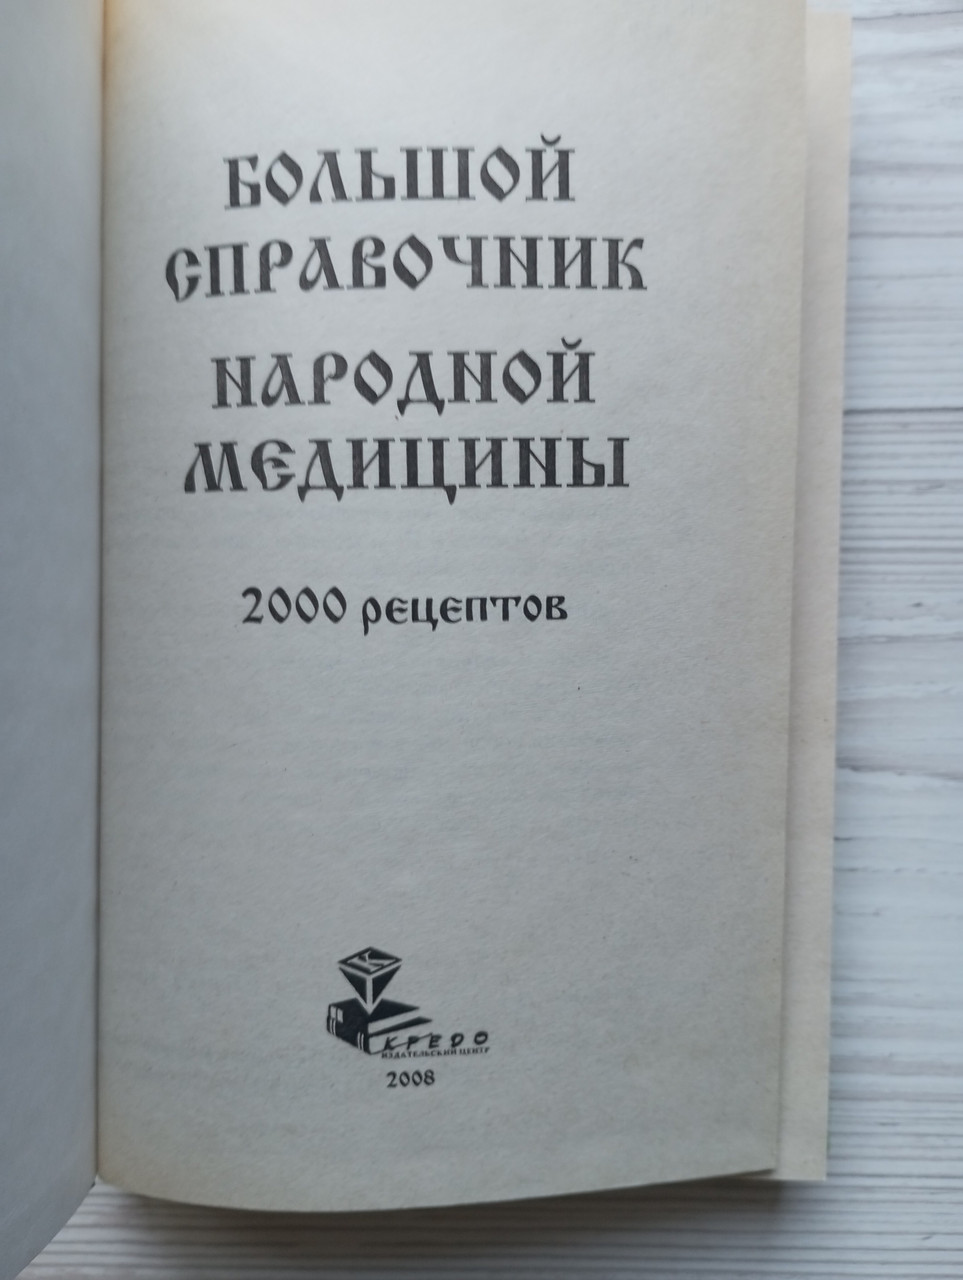 БОЛЬШОЙ
СПРАВОЧНИК
НАРОДНОЙ
МЕДИЦИНЫ
2000 рецептов
К
КРЕДО
ИЗДАТЕЛЬСКИЙ ЦЕНТР
2008